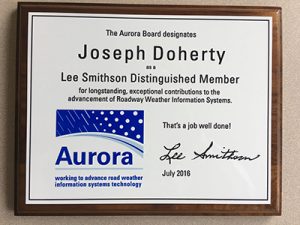 The Aurora Board designates
Joseph Doherty
as a
Lee Smithson Distinguished Member
for longstanding, exceptional contributions to the
advancement of Roadway Weather Information Systems.
That's a job well done!
Lee Smithson
July 2016
Aurora
working to advance road weather
information systems technology